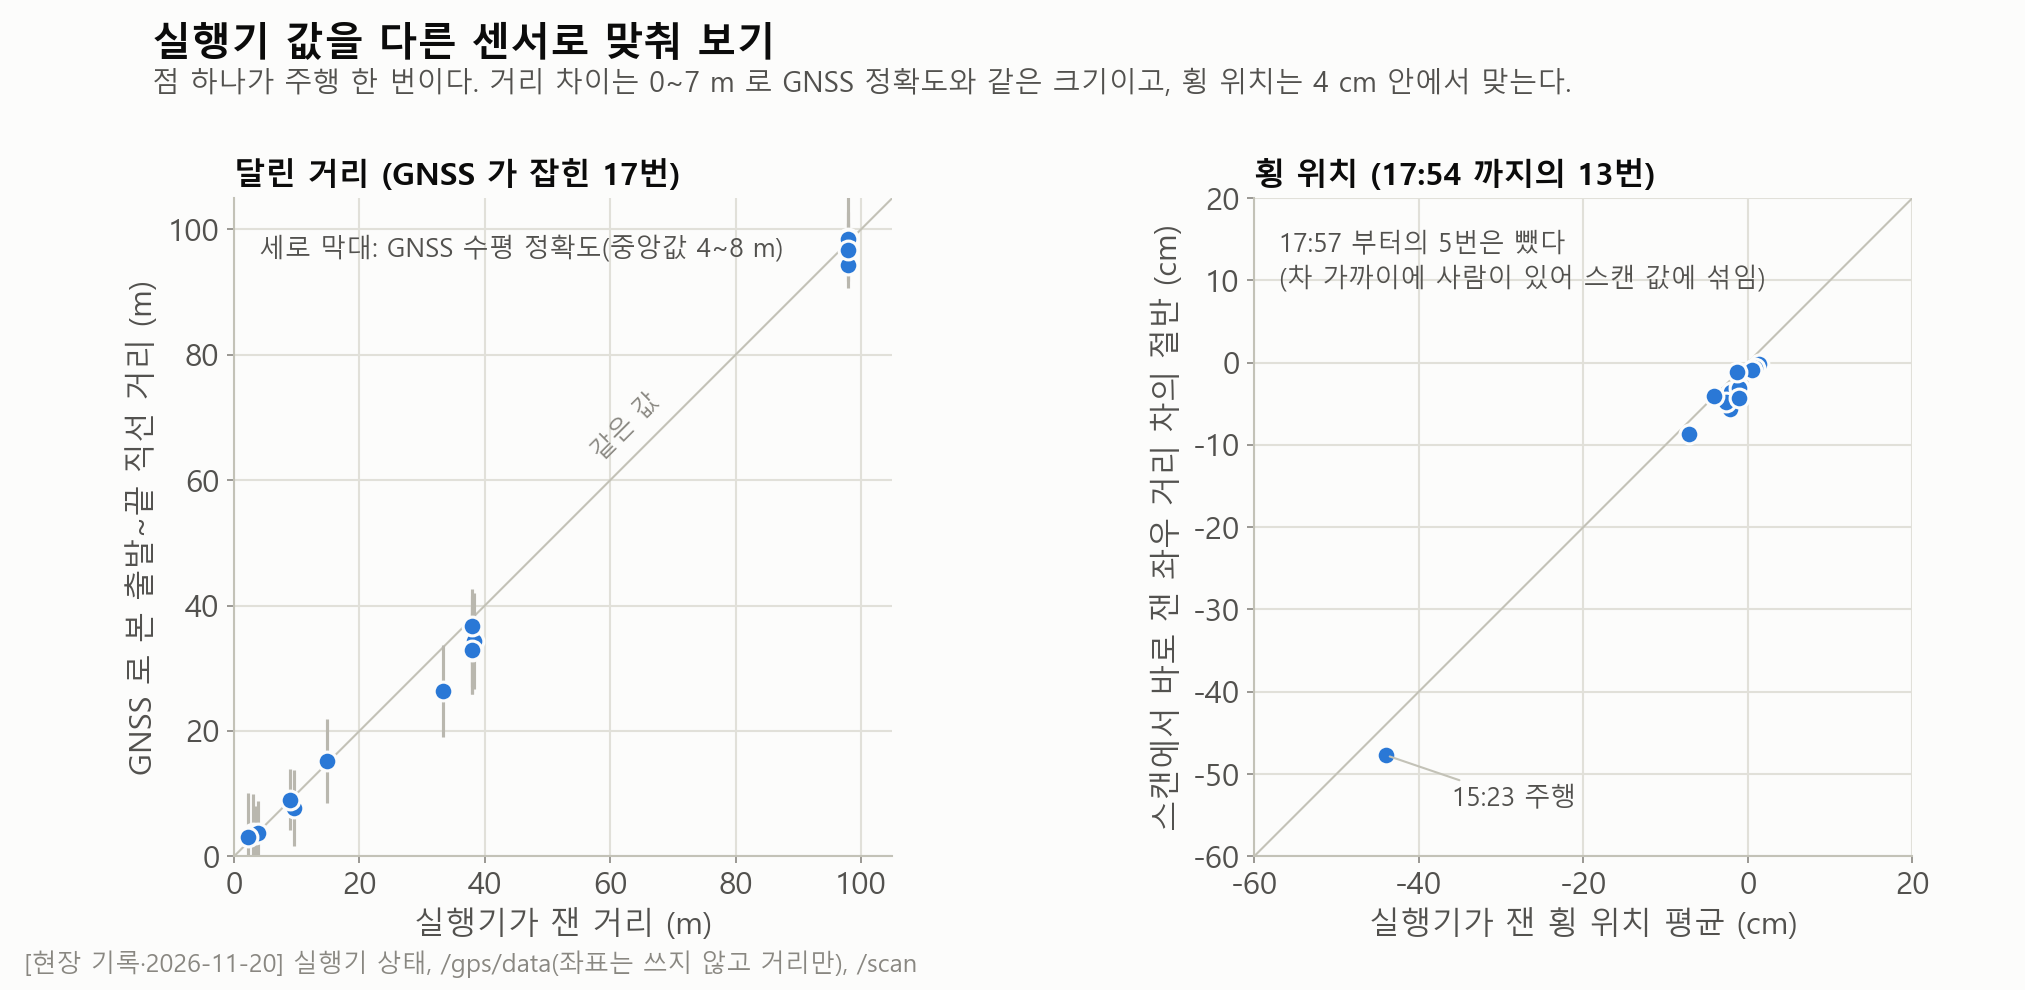 실행기 값을 다른 센서로 맞춰 보기
점 하나가 주행 한 번이다. 거리 차이는 0~7 m 로 GNSS 정확도와 같은 크기이고, 횡 위치는 4 cm 안에서 맞는다.
달린 거리 (GNSS 가 잡힌 17번)
세로 막대: GNSS 수평 정확도(중앙값 4~8 m)
같은 값
GNSS 로 본 출발~끝 직선 거리 (m)
100
80
60
40
20
0
0 20 40 60 80 100
실행기가 잰 거리 (m)
횡 위치 (17:54 까지의 13번)
17:57 부터의 5번은 뺐다
(차 가까이에 사람이 있어 스캔 값에 섞임)
15:23 주행
스캔에서 바로 잰 좌우 거리 차의 절반 (cm)
20
10
0
-10
-20
-30
-40
-50
-60
-60 -40 -20 0 20
실행기가 잰 횡 위치 평균 (cm)
[현장 기록·2026-11-20] 실행기 상태, /gps/data(좌표는 쓰지 않고 거리만), /scan